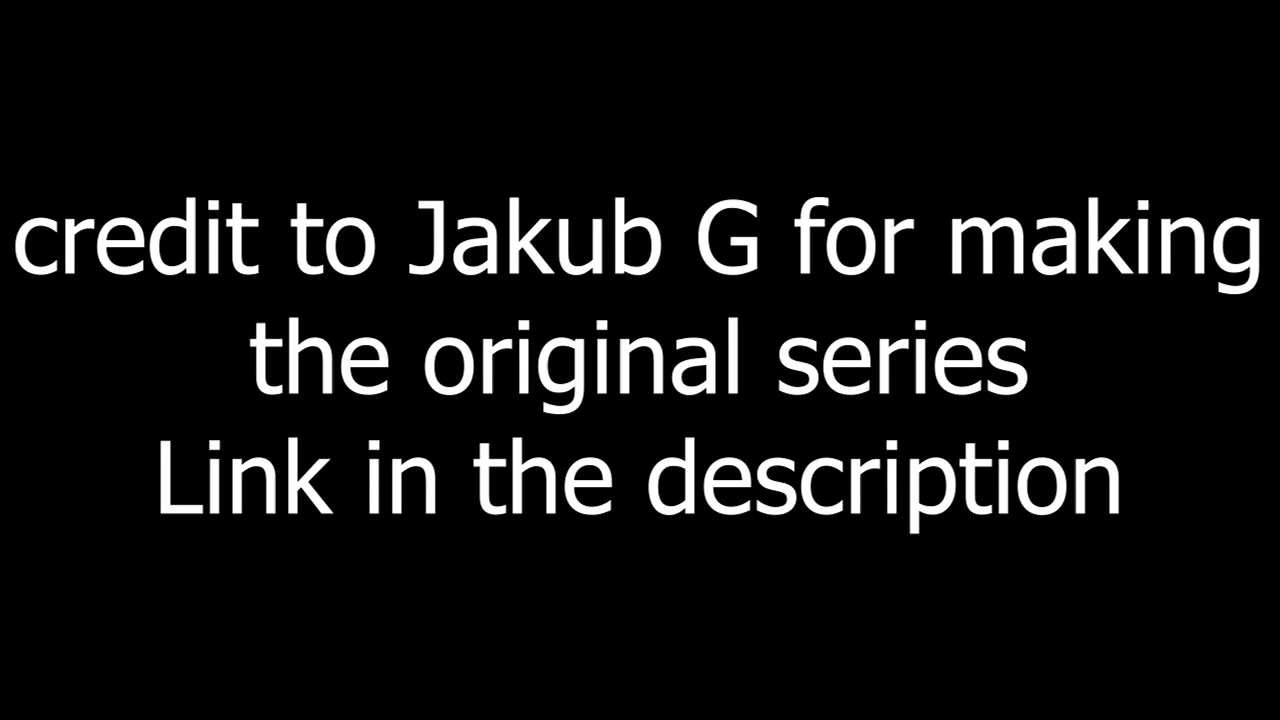 credit to Jakub G for making
the original series
Link in the description